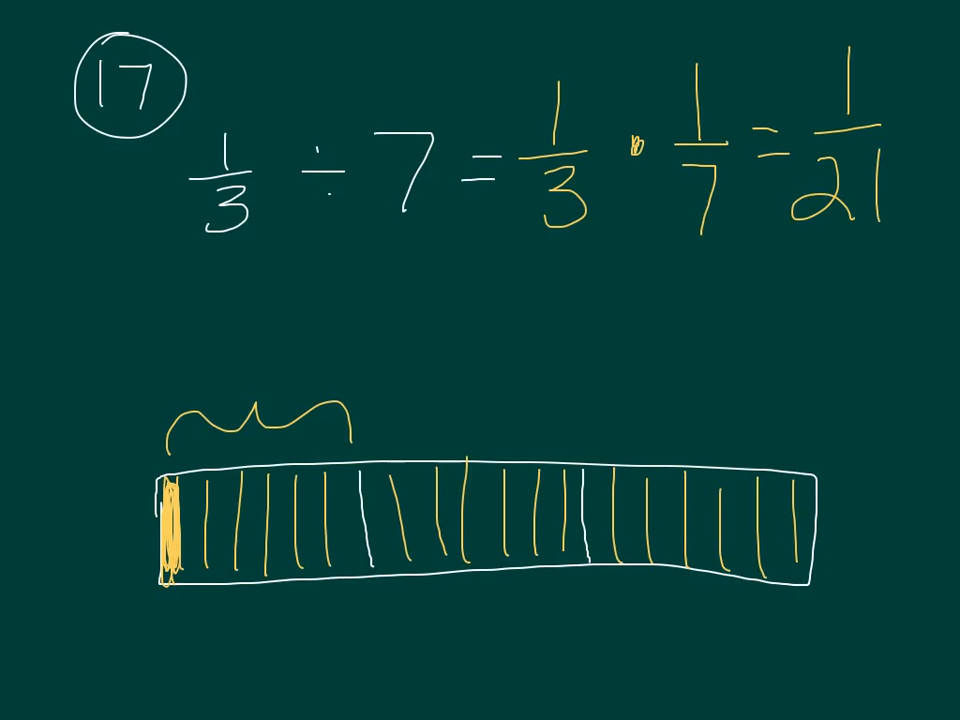 17
1/3 ÷ 7 = 1/3 · 1/7 = 1/21